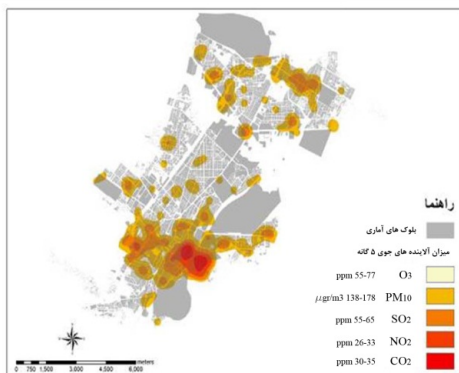 راهنما
بلوک های آماری
میزان آلاینده های جوی ۵ گانه
ppm 55-77 O3
μgr/m3 138-178 PM10
ppm 55-65 SO2
ppm 26-33 NO2
ppm 30-35 CO2
0 750 1,500 3,000 4,500 6,000 meters